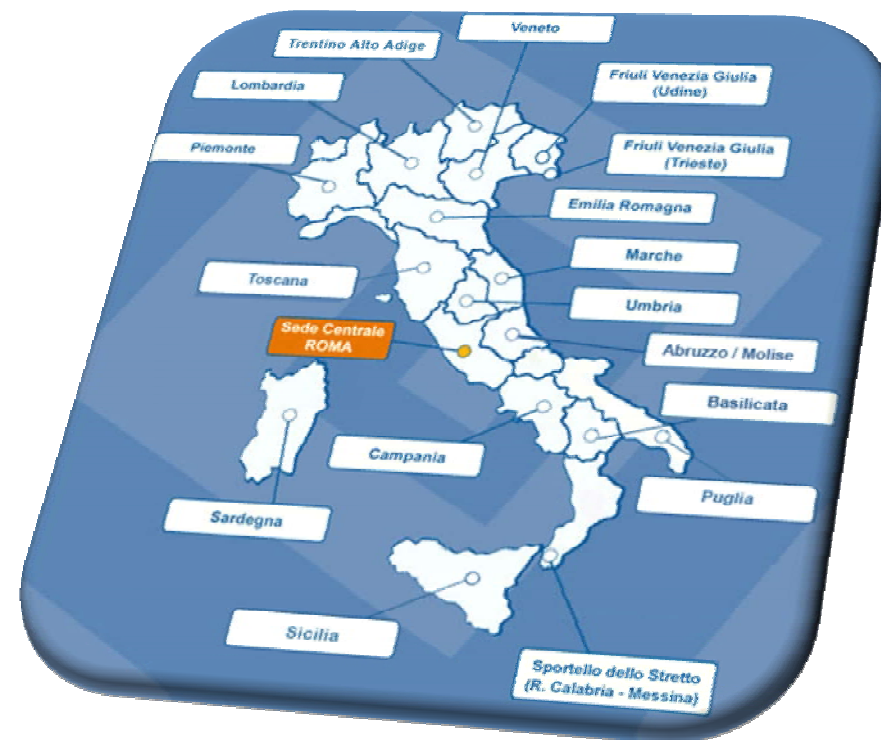 Veneto
Trentino Alto Adige
Lombardia
Friuli Venezia Giulia
(Udine)
Piemonte
Friuli Venezia Giulia
(Trieste)
Emilia Romagna
Marche
Toscana
Umbria
Sede Centrale
ROMA
Abruzzo / Molise
Basilicata
Campania
Puglia
Sardegna
Sicilia
Sportello dello Stretto
(R. Calabria - Messina)